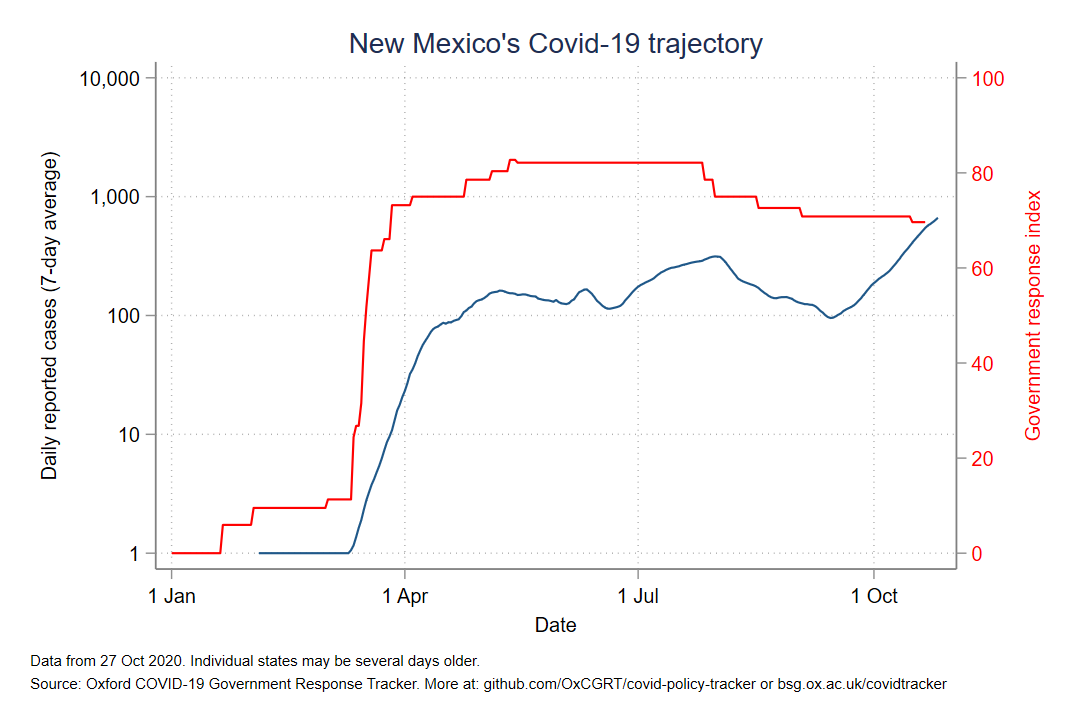 New Mexico's Covid-19 trajectory
10,000
1,000
100
10
1
Daily reported cases (7-day average)
100
80
60
40
20
0
Government response index
1 Jan
1 Apr
1 Jul
1 Oct
Date
Data from 27 Oct 2020. Individual states may be several days older.
Source: Oxford COVID-19 Government Response Tracker. More at: github.com/OxCGRT/covid-policy-tracker or bsg.ox.ac.uk/covidtracker